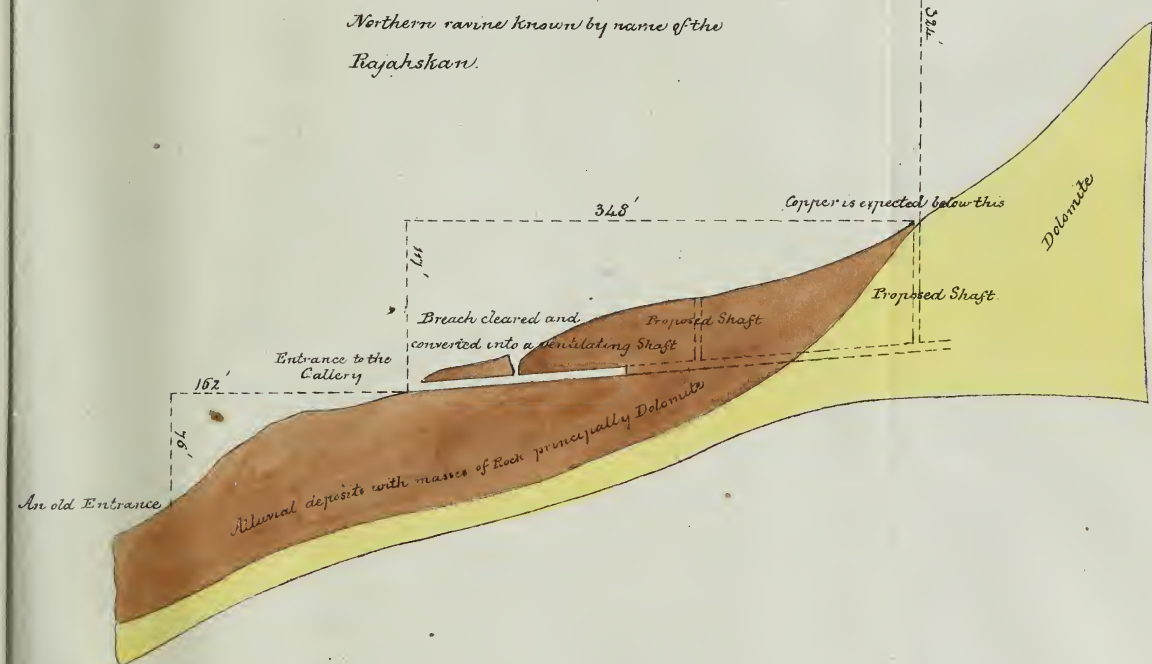 Northern ravine known by name of the
Rajahskan.
324'
348'
Copper is expected below this
Dolomite
117'
Proposed Shaft
Breach cleared and
converted into a ventilating Shaft
Proposed Shaft
Entrance to the
Gallery
162'
76'
Alluvial deposits with masses of Rock principally Dolomite
An old Entrance